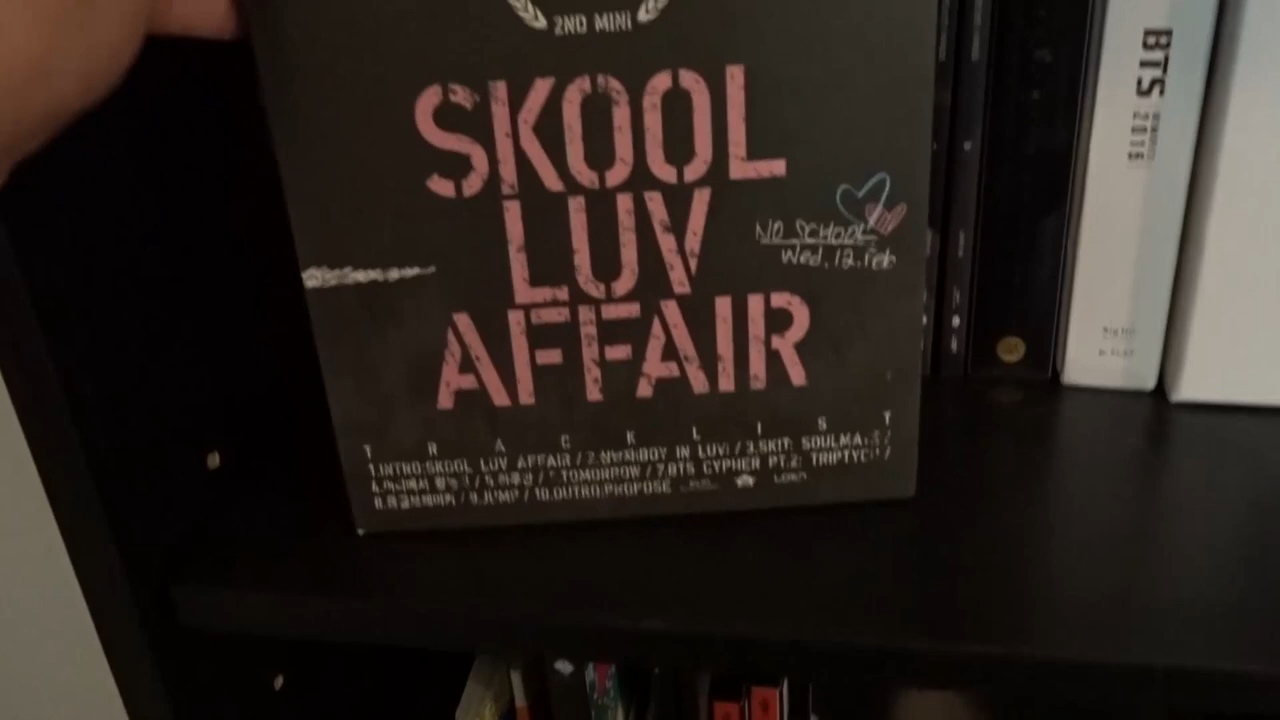 2ND MINI
SKOOL
LUV
AFFAIR
NO SCHOOL
Wed. 12. Feb
TRACKLIST
1.INTRO:SKOOL LUV AFFAIR / 2. BOY IN LUV / 3.SKIT: SOULMATE /
TOMORROW / 7.BTS CYPHER PT.2: TRIPTYCH /
9.JUMP / 10.OUTRO:PROPOSE
BTS 2016